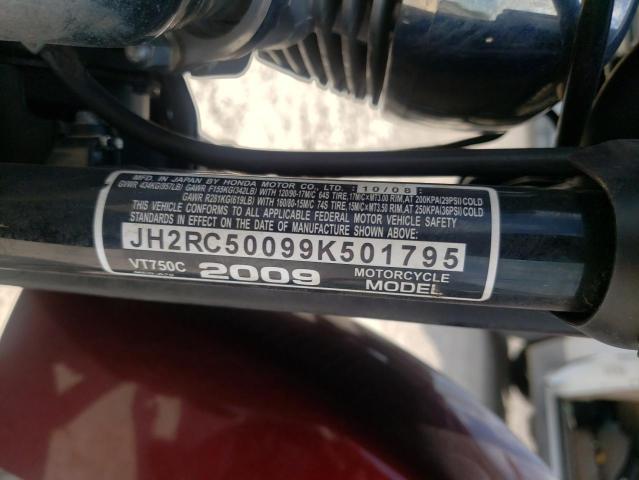 MFD. IN JAPAN BY HONDA MOTOR CO., LTD. 10/08
GVWR 434KG(957LB) GAWR F155KG(342LB) WITH 120/90-17M/C 64S TIRE, 17M/C×MT3.00 RIM, AT 200KPA(29PSI)COLD
GAWR R281KG(619LB) WITH 160/80-15M/C 74S TIRE, 15M/C×MT3.50 RIM, AT 250KPA(36PSI)COLD
THIS VEHICLE CONFORMS TO ALL APPLICABLE FEDERAL MOTOR VEHICLE SAFETY
STANDARDS IN EFFECT ON THE DATE OF MANUFACTURE SHOWN ABOVE:
JH2RC50099K501795
VT750C 2009 MOTORCYCLE
MODEL